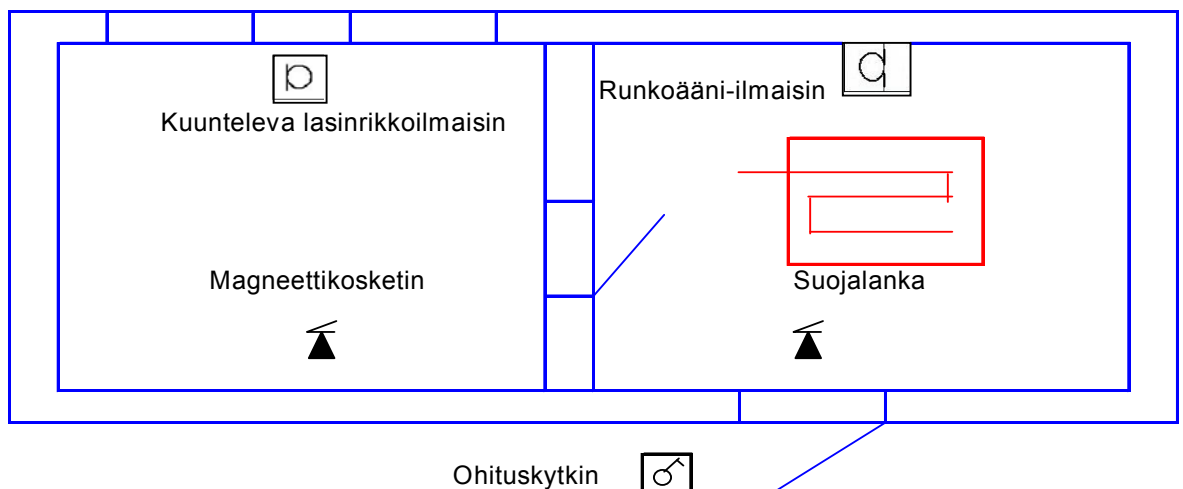 Runkoääni-ilmaisin
Kuunteleva lasinrikkoilmaisin
Magneettikosketin
Suojalanka
Ohituskytkin